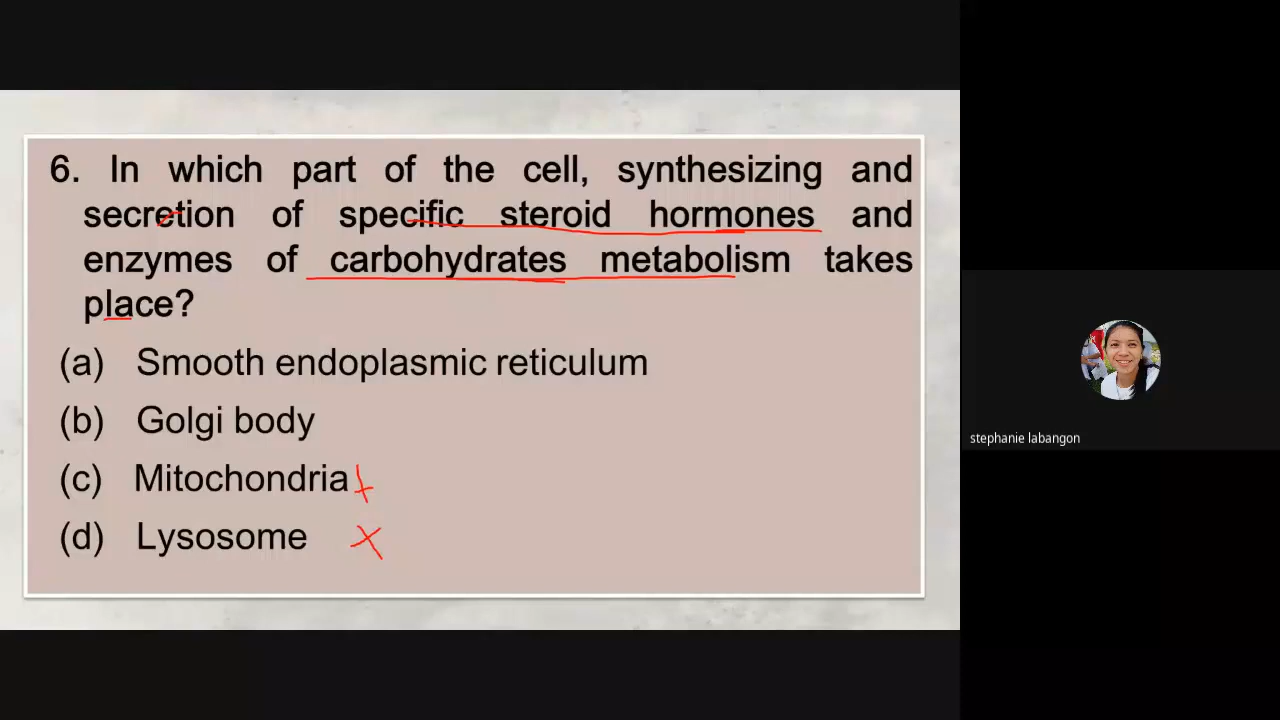 6. In which part of the cell, synthesizing and
secretion of specific steroid hormones and
enzymes of carbohydrates metabolism takes
place?
(a) Smooth endoplasmic reticulum
(b) Golgi body
(c) Mitochondria
(d) Lysosome
stephanie labangon